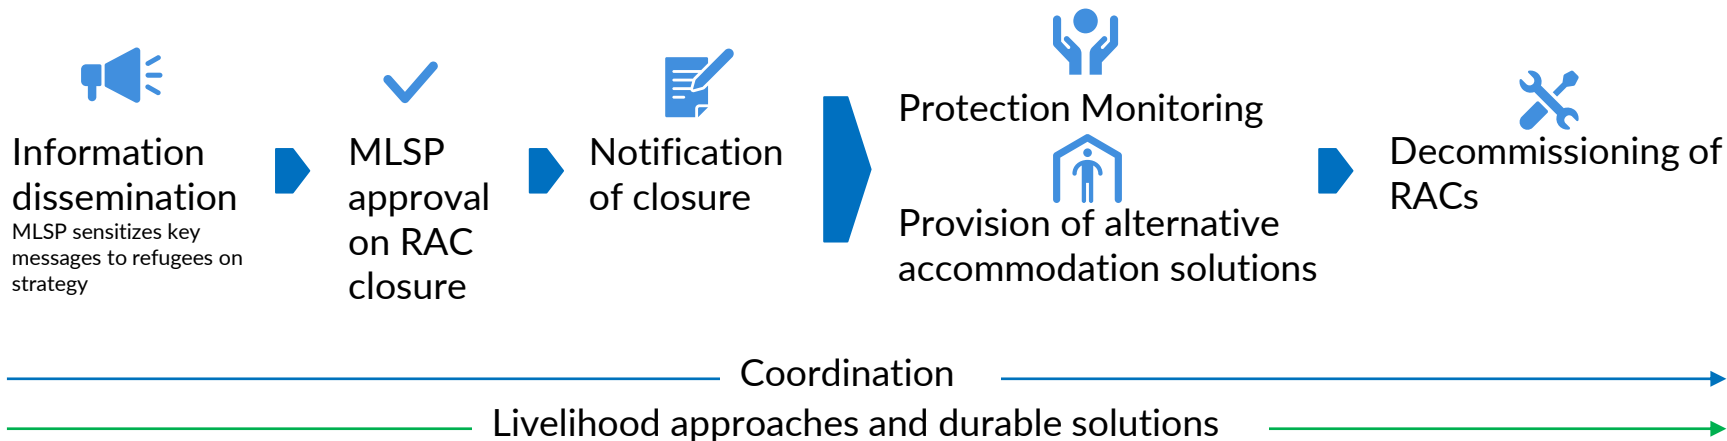 Information
dissemination
MLSP sensitizes key
messages to refugees on
strategy
MLSP
approval
on RAC
closure
Notification
of closure
Protection Monitoring
Provision of alternative
accommodation solutions
Decommissioning of
RACs
Coordination
Livelihood approaches and durable solutions